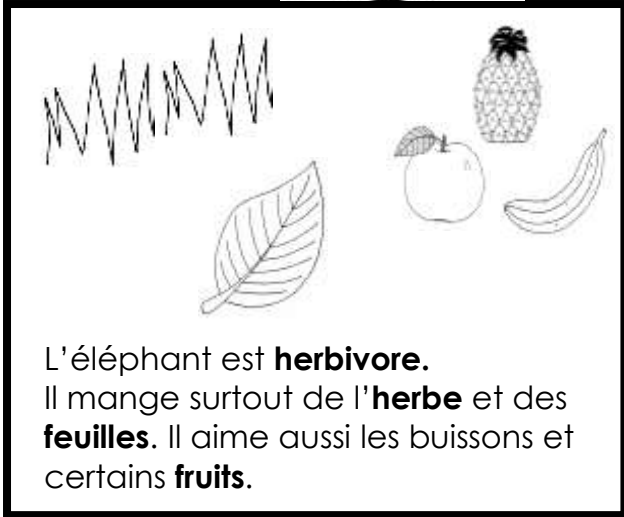 L’éléphant est herbivore.
Il mange surtout de l’herbe et des
feuilles. Il aime aussi les buissons et
certains fruits.